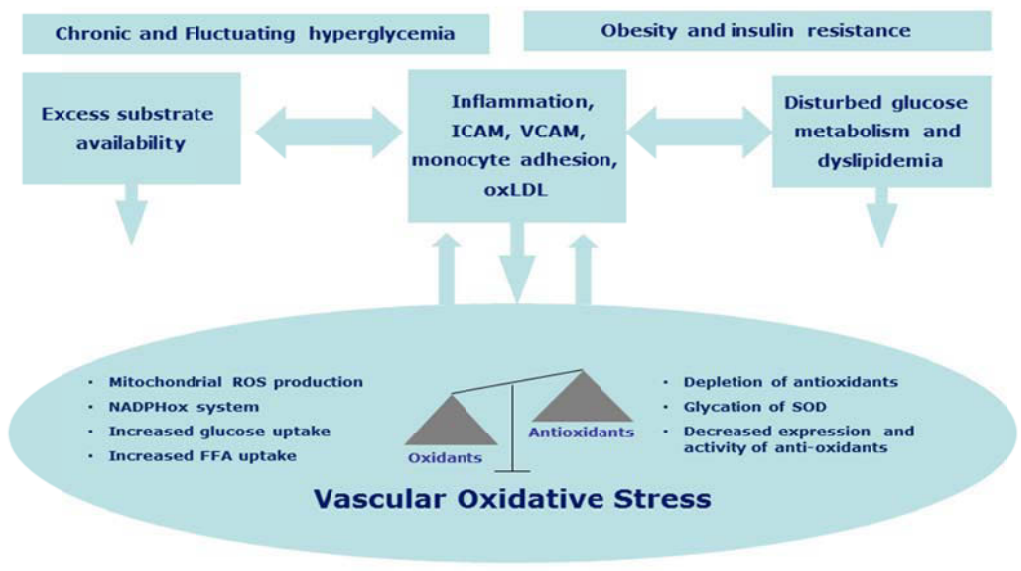 Chronic and Fluctuating hyperglycemia
Obesity and insulin resistance
Excess substrate
availability
Inflammation,
ICAM, VCAM,
monocyte adhesion,
oxLDL
Disturbed glucose
metabolism and
dyslipidemia
• Mitochondrial ROS production
• NADPHox system
• Increased glucose uptake
• Increased FFA uptake
Oxidants
Antioxidants
• Depletion of antioxidants
• Glycation of SOD
• Decreased expression and
activity of anti-oxidants
Vascular Oxidative Stress